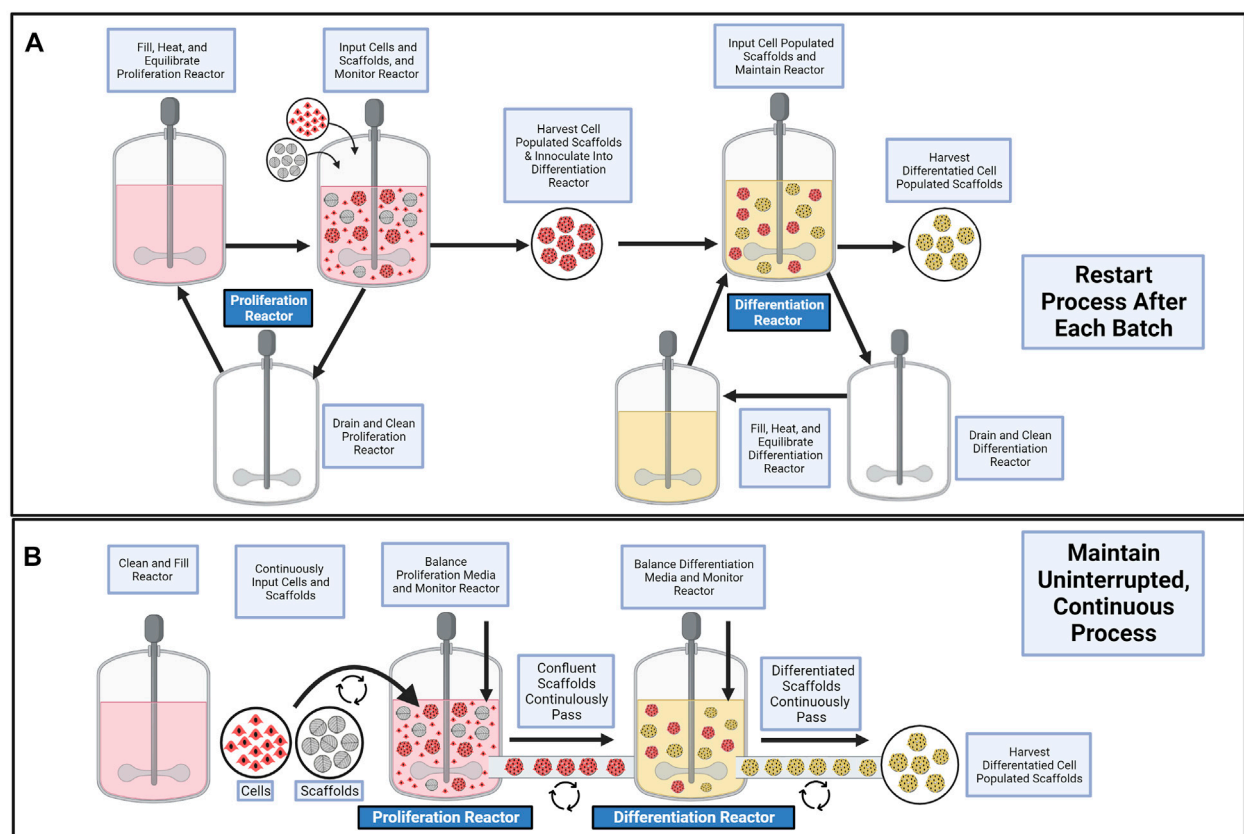 A
Fill, Heat, and
Equilibrate
Proliferation Reactor
Input Cells and
Scaffolds, and
Monitor Reactor
Harvest Cell
Populated Scaffolds
& Innoculate Into
Differentiation
Reactor
Input Cell Populated
Scaffolds and
Maintain Reactor
Harvest
Differentatied Cell
Populated Scaffolds
Proliferation
Reactor
Differentiation
Reactor
Restart
Process After
Each Batch
Drain and Clean
Proliferation
Reactor
Fill, Heat, and
Equilibrate
Differentiation
Reactor
Drain and Clean
Differentiation
Reactor
B
Clean and Fill
Reactor
Continuously
Input Cells and
Scaffolds
Balance
Proliferation Media
and Monitor Reactor
Balance Differentiation
Media and Monitor
Reactor
Maintain
Uninterrupted,
Continuous
Process
Confluent
Scaffolds
Continulously
Pass
Differentiated
Scaffolds
Continuously
Pass
Harvest
Differentatied Cell
Populated Scaffolds
Cells
Scaffolds
Proliferation Reactor
Differentiation Reactor